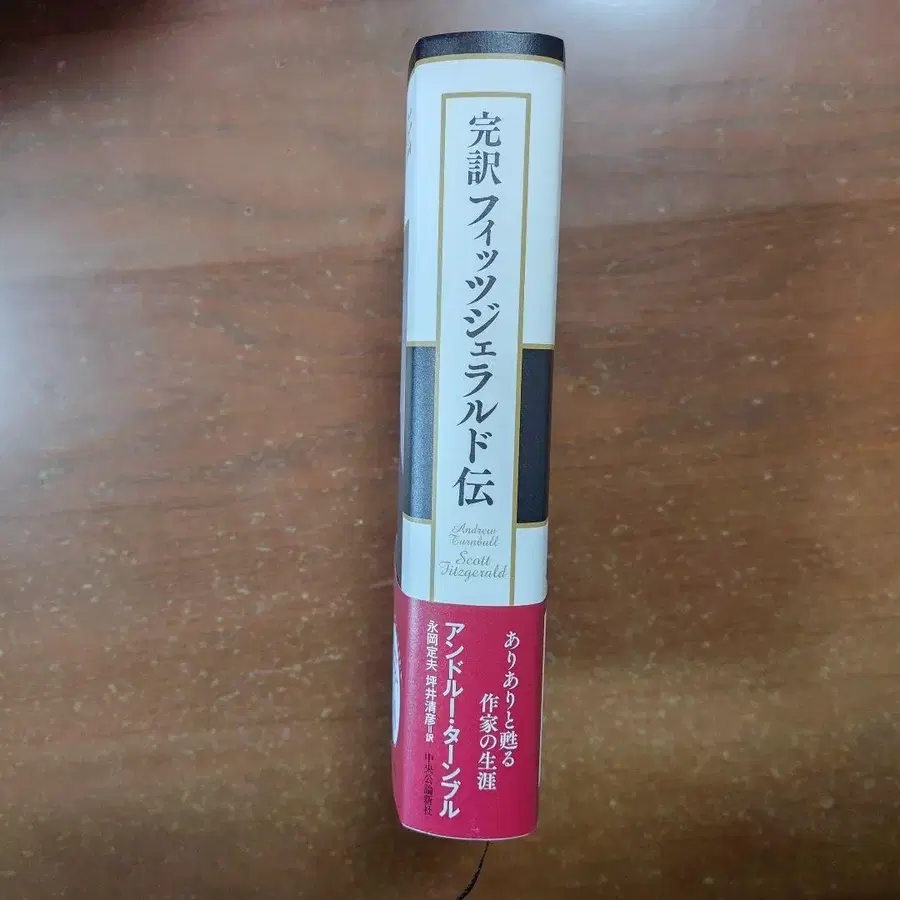 完訳 フィッツジェラルド伝
Andrew
Turnbull
Scott
Fitzgerald
ありありと甦る
作家の生涯
アンドルー・ターンブル
永岡定夫 坪井清彦=訳
中央公論新社